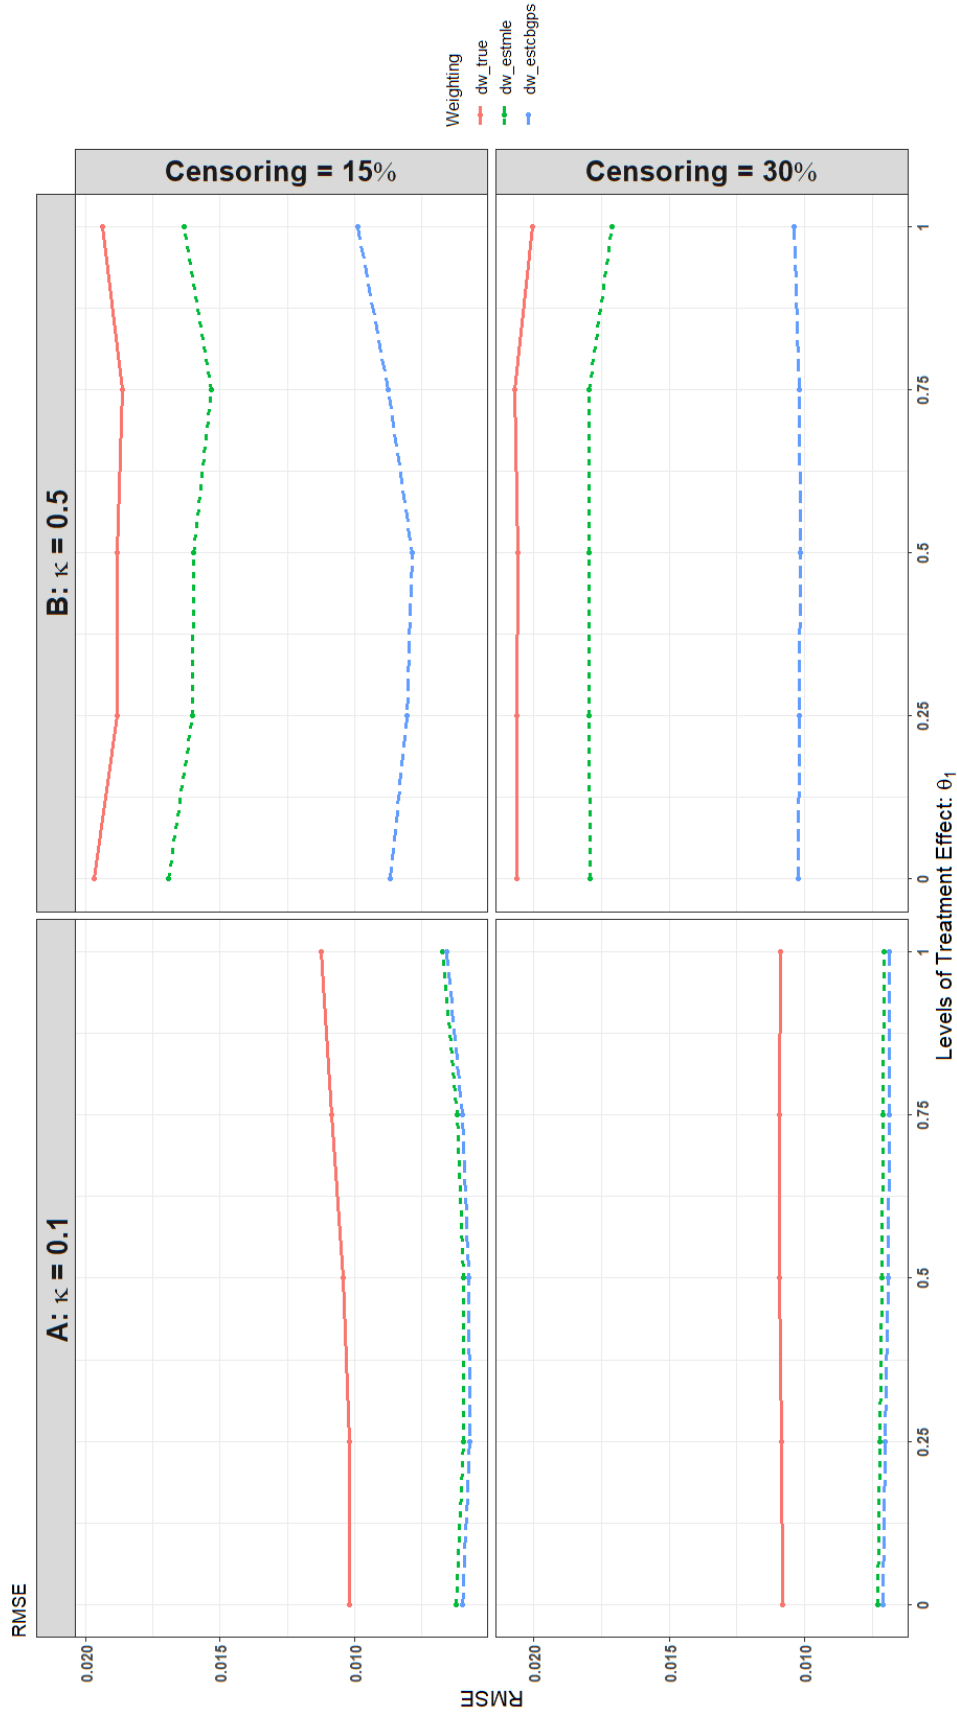 RMSE
A: κ = 0.1
B: κ = 0.5
RMSE
0.020
0.015
0.010
Censoring = 15%
0.020
0.015
0.010
Censoring = 30%
0
0.25
0.5
0.75
1
0
0.25
0.5
0.75
1
Levels of Treatment Effect: θ₁
Weighting
dw_true
dw_estmle
dw_estcbgps